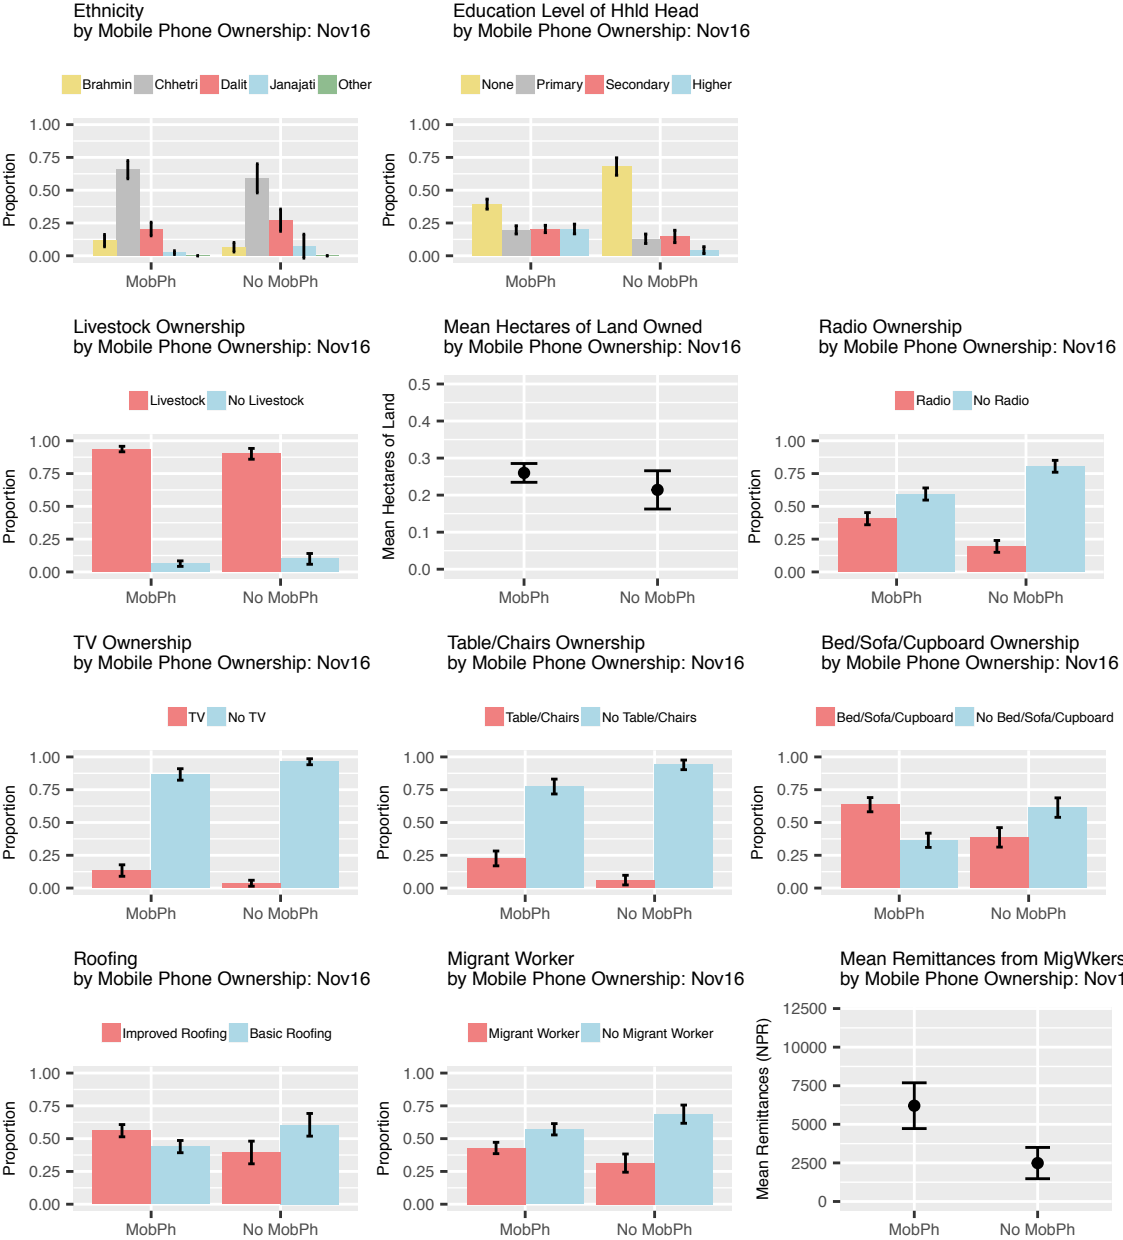 Ethnicity
by Mobile Phone Ownership: Nov16
Brahmin Chhetri Dalit Janajati Other
1.00
0.75
0.50
0.25
0.00
Proportion
MobPh No MobPh
Education Level of Hhld Head
by Mobile Phone Ownership: Nov16
None Primary Secondary Higher
1.00
0.75
0.50
0.25
0.00
Proportion
MobPh No MobPh
Livestock Ownership
by Mobile Phone Ownership: Nov16
Livestock No Livestock
1.00
0.75
0.50
0.25
0.00
Proportion
MobPh No MobPh
Mean Hectares of Land Owned
by Mobile Phone Ownership: Nov16
0.5
0.4
0.3
0.2
0.1
0.0
Mean Hectares of Land
MobPh No MobPh
Radio Ownership
by Mobile Phone Ownership: Nov16
Radio No Radio
1.00
0.75
0.50
0.25
0.00
Proportion
MobPh No MobPh
TV Ownership
by Mobile Phone Ownership: Nov16
TV No TV
1.00
0.75
0.50
0.25
0.00
Proportion
MobPh No MobPh
Table/Chairs Ownership
by Mobile Phone Ownership: Nov16
Table/Chairs No Table/Chairs
1.00
0.75
0.50
0.25
0.00
Proportion
MobPh No MobPh
Bed/Sofa/Cupboard Ownership
by Mobile Phone Ownership: Nov16
Bed/Sofa/Cupboard No Bed/Sofa/Cupboard
1.00
0.75
0.50
0.25
0.00
Proportion
MobPh No MobPh
Roofing
by Mobile Phone Ownership: Nov16
Improved Roofing Basic Roofing
1.00
0.75
0.50
0.25
0.00
Proportion
MobPh No MobPh
Migrant Worker
by Mobile Phone Ownership: Nov16
Migrant Worker No Migrant Worker
1.00
0.75
0.50
0.25
0.00
Proportion
MobPh No MobPh
Mean Remittances from MigWkers
by Mobile Phone Ownership: Nov1
12500
10000
7500
5000
2500
0
Mean Remittances (NPR)
MobPh No MobPh